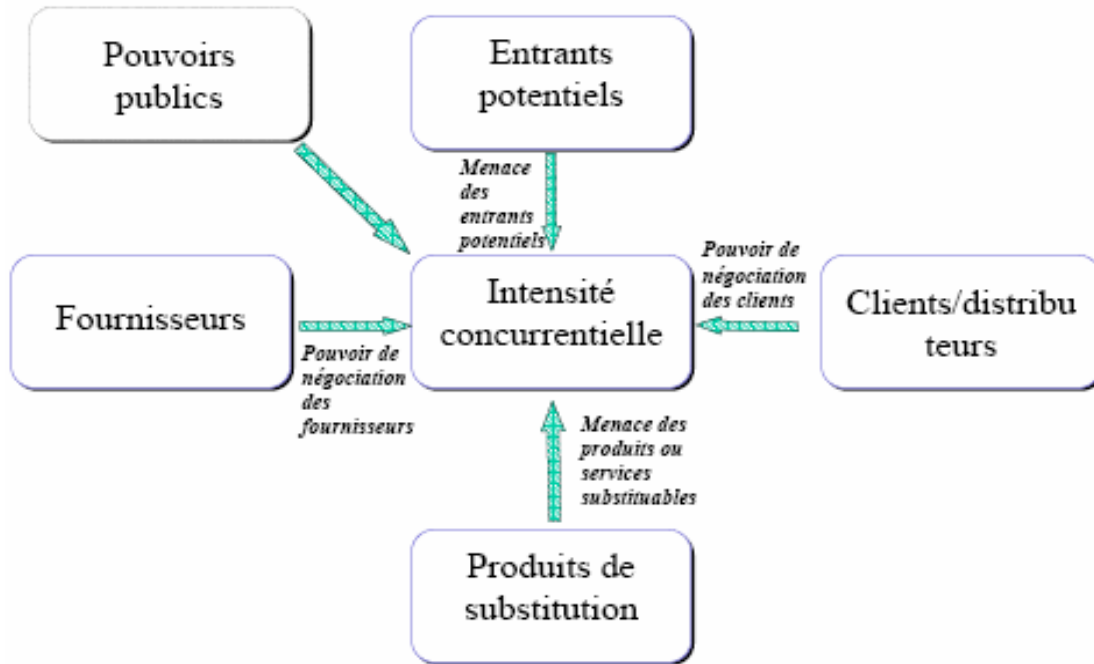 Pouvoirs
publics
Entrants
potentiels
Menace
des
entrants
potentiels
Fournisseurs
Pouvoir de
négociation
des
fournisseurs
Intensité
concurrentielle
Pouvoir de
négociation
des clients
Clients/distribu
teurs
Menace des
produits ou
services
substituables
Produits de
substitution